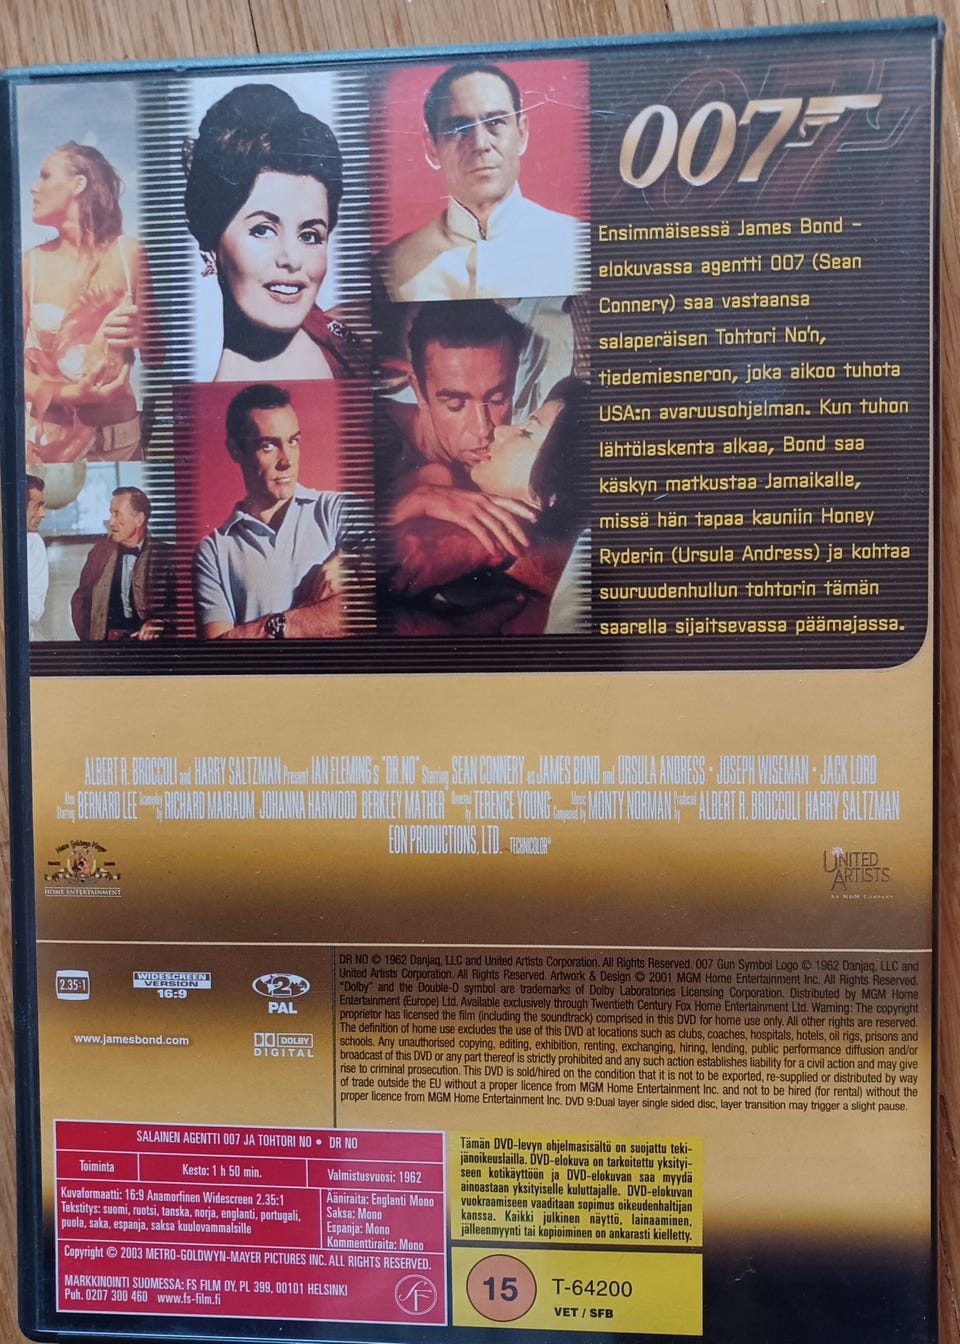 007
Ensimmäisessä James Bond –
elokuvassa agentti 007 (Sean
Connery) saa vastaansa
salaperäisen Tohtori No'n,
tiedemiesneron, joka aikoo tuhota
USA:n avaruusohjelman. Kun tuhon
lähtölaskenta alkaa, Bond saa
käskyn matkustaa Jamaikalle,
missä hän tapaa kauniin Honey
Ryderin (Ursula Andress) ja kohtaa
suuruudenhullun tohtorin tämän
saarella sijaitsevassa päämajassa.
ALBERT R. BROCCOLI and HARRY SALTZMAN Present IAN FLEMING'S "DR. NO" Starring SEAN CONNERY as JAMES BOND and URSULA ANDRESS • JOSEPH WISEMAN • JACK LORD
Also Starring BERNARD LEE Screenplay by RICHARD MAIBAUM JOHANNA HARWOOD BERKLEY MATHER Directed by TERENCE YOUNG Music Composed by MONTY NORMAN Produced by ALBERT R. BROCCOLI HARRY SALTZMAN
EON PRODUCTIONS, LTD. TECHNICOLOR®
Metro Goldwyn Mayer
HOME ENTERTAINMENT
UNITED
ARTISTS
AN MGM COMPANY
2.35:1
WIDESCREEN
VERSION
16:9
2
PAL
www.jamesbond.com
DOLBY
DIGITAL
DR NO © 1962 Danjaq, LLC and United Artists Corporation. All Rights Reserved. 007 Gun Symbol Logo © 1962 Danjaq, LLC and
United Artists Corporation. All Rights Reserved. Artwork & Design © 2001 MGM Home Entertainment Inc. All Rights Reserved.
"Dolby" and the Double-D symbol are trademarks of Dolby Laboratories Licensing Corporation. Distributed by MGM Home
Entertainment (Europe) Ltd. Available exclusively through Twentieth Century Fox Home Entertainment Ltd. Warning: The copyright
proprietor has licensed the film (including the soundtrack) comprised in this DVD for home use only. All other rights are reserved.
The definition of home use excludes the use of this DVD at locations such as clubs, coaches, hospitals, hotels, oil rigs, prisons and
schools. Any unauthorised copying, editing, exhibition, renting, exchanging, hiring, lending, public performance diffusion and/or
broadcast of this DVD or any part thereof is strictly prohibited and any such action establishes liability for a civil action and may give
rise to criminal prosecution. This DVD is sold/hired on the condition that it is not to be exported, re-supplied or distributed by way
of trade outside the EU without a proper licence from MGM Home Entertainment Inc. and not to be hired (for rental) without the
proper licence from MGM Home Entertainment Inc. DVD 9:Dual layer single sided disc, layer transition may trigger a slight pause.
SALAINEN AGENTTI 007 JA TOHTORI NO • DR NO
Toiminta
Kesto: 1 h 50 min.
Valmistusvuosi: 1962
Kuvaformaatti: 16:9 Anamorfinen Widescreen 2.35:1
Tekstitys: suomi, ruotsi, tanska, norja, englanti, portugali,
puola, saka, espanja, saksa kuulovammalsille
Ääniraita: Englanti Mono
Saksa: Mono
Espanja: Mono
Kommenttiraita: Mono
Copyright © 2003 METRO-GOLDWYN-MAYER PICTURES INC. ALL RIGHTS RESERVED.
MARKKINOINTI SUOMESSA: FS FILM OY, PL 399, 00101 HELSINKI
Puh. 0207 300 460 www.fs-film.fi
SF
Tämän DVD-levyn ohjelmasisältö on suojattu teki-
jänoikeuslailla. DVD-elokuva on tarkoitettu yksityi-
seen kotikäyttöön ja DVD-elokuvan saa myydä
ainoastaan yksityiselle kuluttajalle. DVD-elokuvan
vuokraamiseen vaaditaan sopimus oikeudenhaltijan
kanssa. Kaikki julkinen näyttö, lainaaminen,
jälleenmyynti tai kopioiminen on ankarasti kielletty.
15
T-64200
VET / SFB